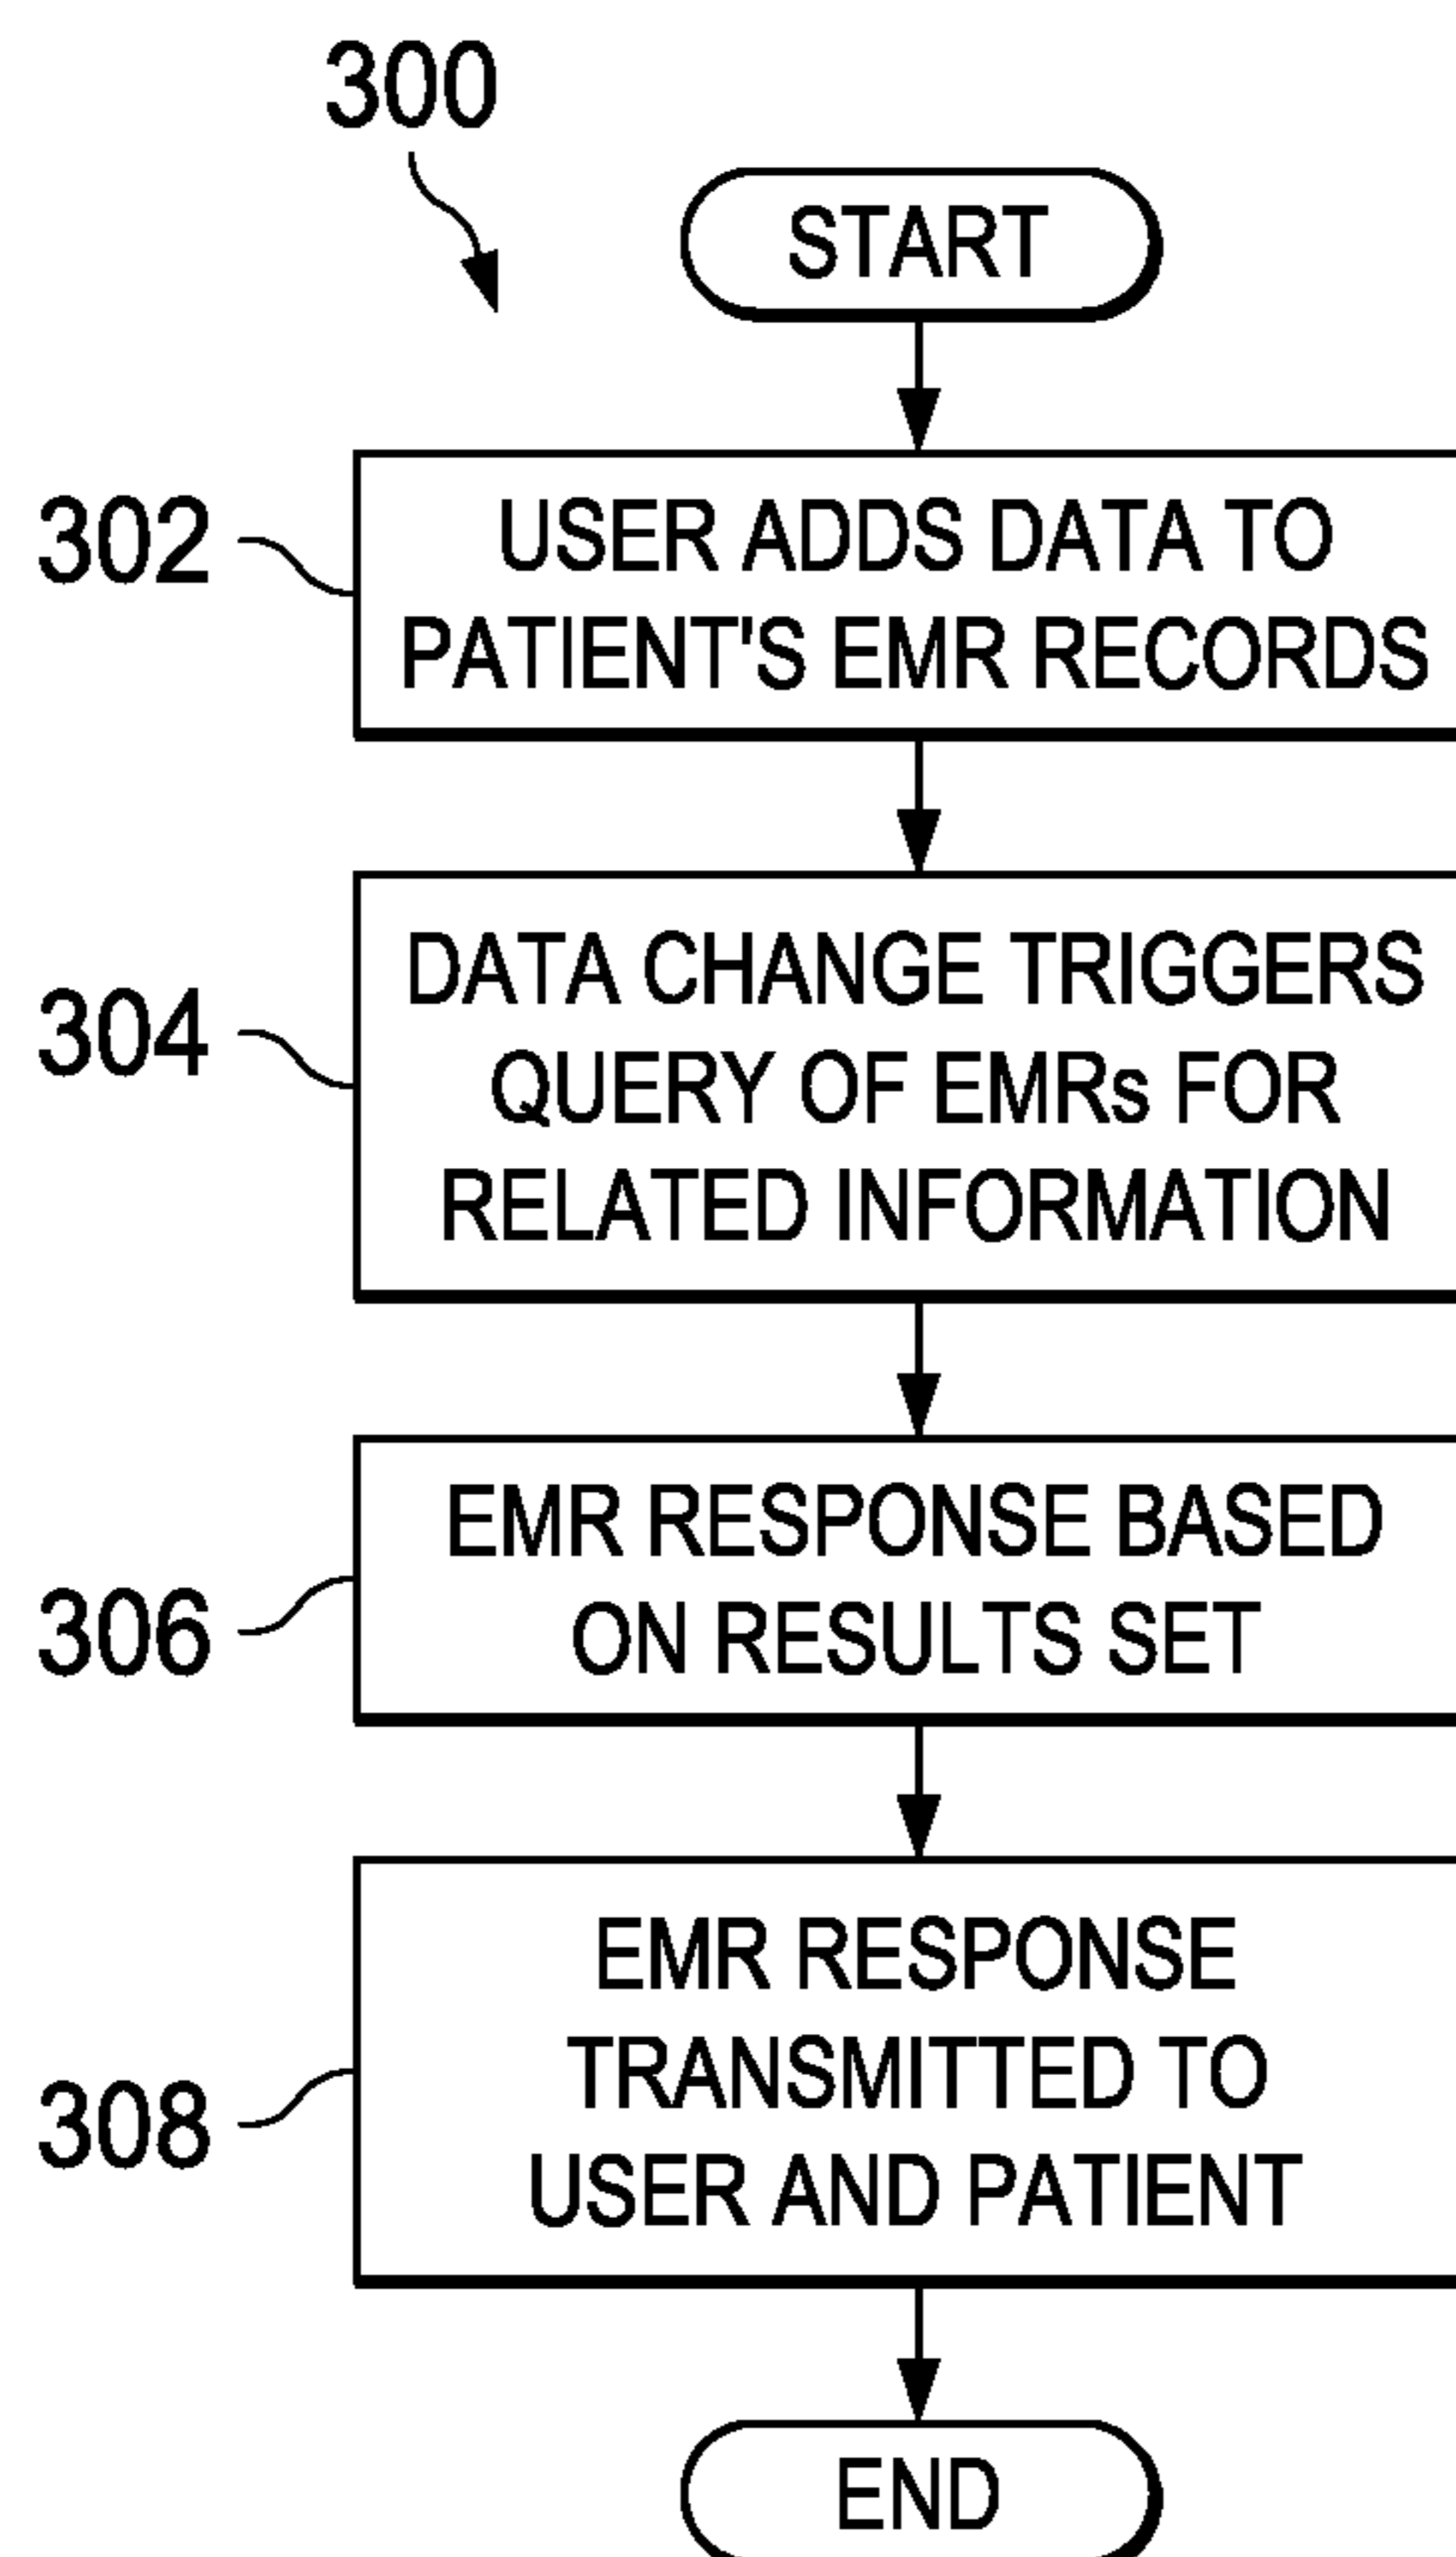 300
START
302
USER ADDS DATA TO
PATIENT'S EMR RECORDS
304
DATA CHANGE TRIGGERS
QUERY OF EMRs FOR
RELATED INFORMATION
306
EMR RESPONSE BASED
ON RESULTS SET
308
EMR RESPONSE
TRANSMITTED TO
USER AND PATIENT
END